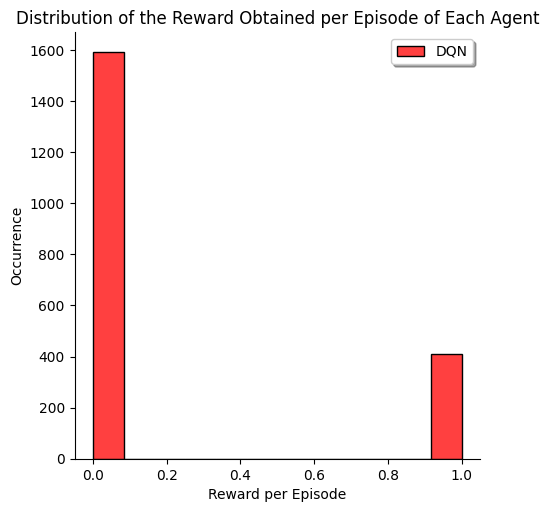 Distribution of the Reward Obtained per Episode of Each Agent
DQN
1600
1400
1200
1000
800
600
400
200
0
Occurrence
0.0 0.2 0.4 0.6 0.8 1.0
Reward per Episode